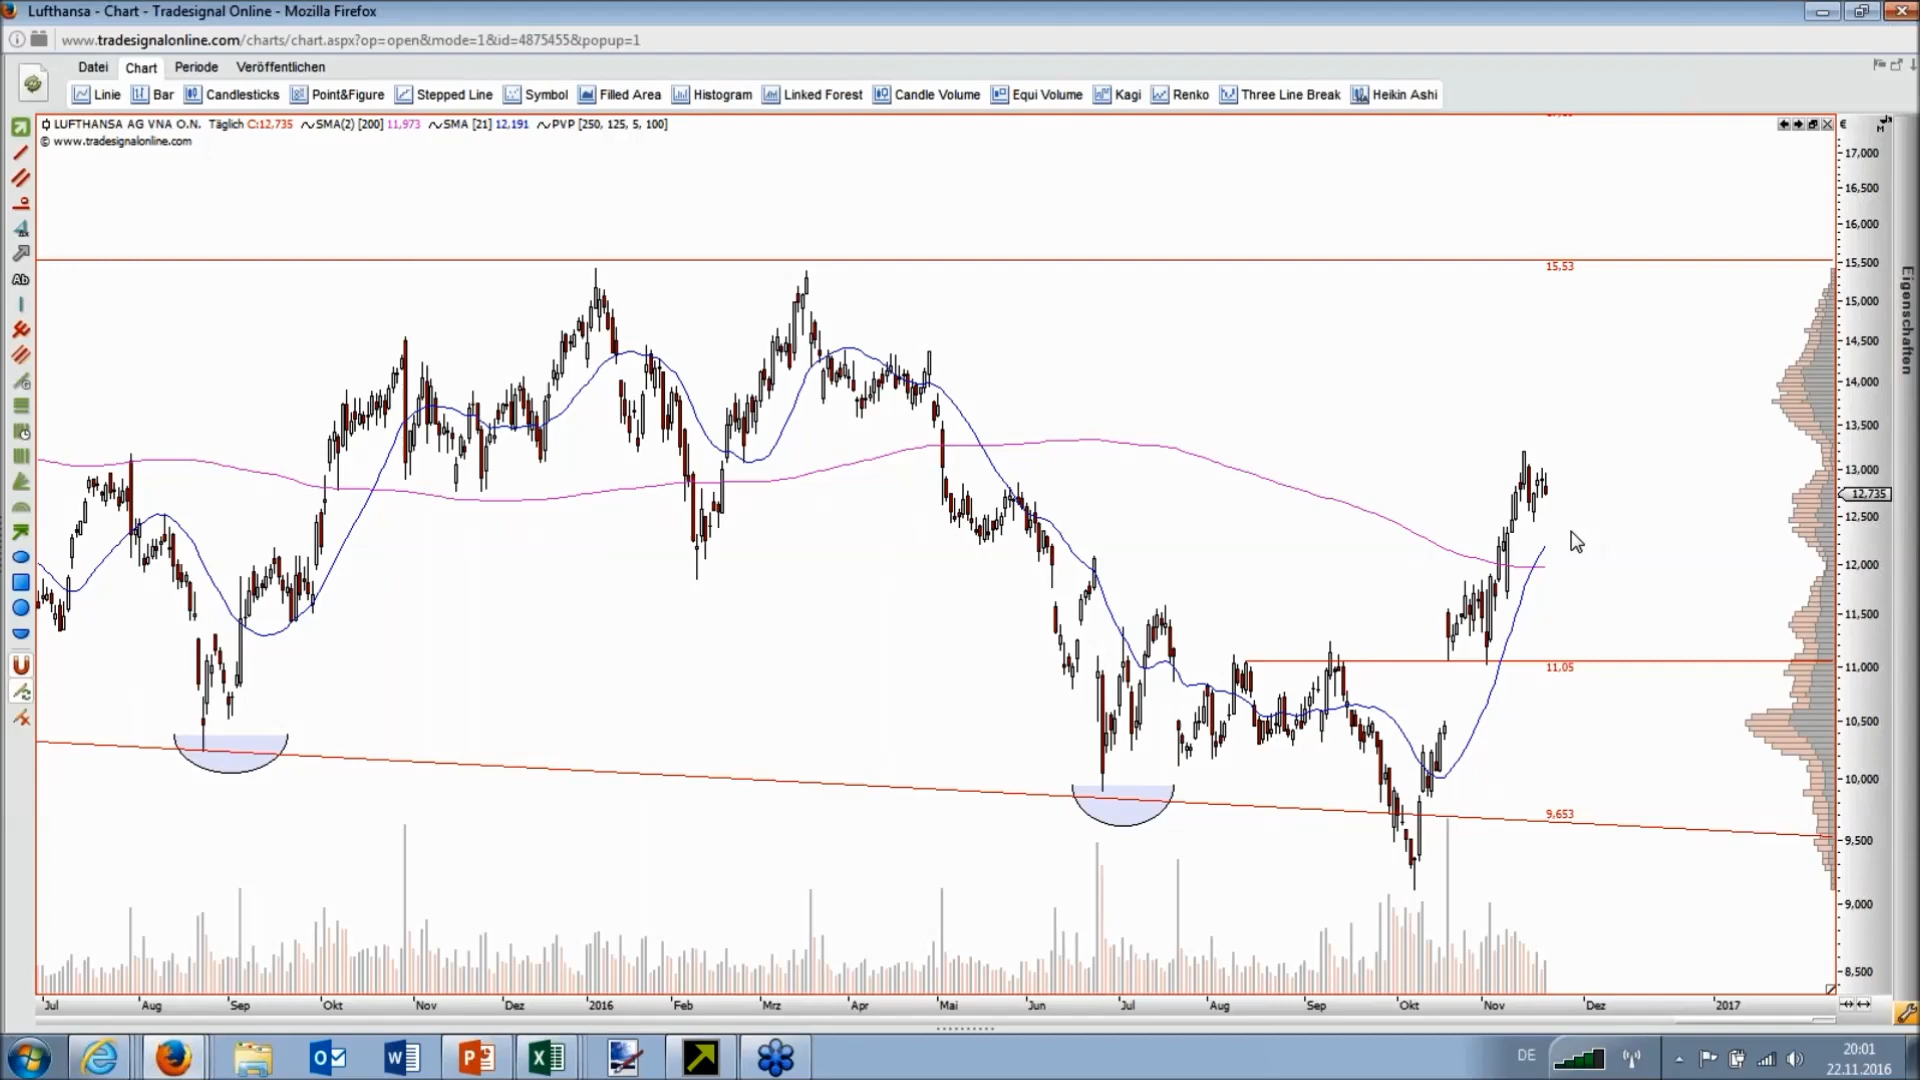 Lufthansa - Chart - Tradesignal Online - Mozilla Firefox
www.tradesignalonline.com/charts/chart.aspx?op=open&mode=1&id=4875455&popup=1
Datei Chart Periode Veröffentlichen
Linie Bar Candlesticks Point&Figure Stepped Line Symbol Filled Area Histogram Linked Forest Candle Volume Equi Volume Kagi Renko Three Line Break Heikin Ashi
LUFTHANSA AG VNA O.N. Täglich C:12,735 SMA(2) [200] 11,973 SMA [21] 12,191 PVP [250, 125, 5, 100]
© www.tradesignalonline.com
€
M
Ab
Eigenschaften
17,000
16,500
16,000
15,500
15,53
15,000
14,500
14,000
13,500
13,000
12,735
12,500
12,000
11,500
11,000
11,05
10,500
10,000
9,653
9,500
9,000
8,500
Jul Aug Sep Okt Nov Dez 2016 Feb Mrz Apr Mai Jun Jul Aug Sep Okt Nov Dez 2017
DE
20:01
22.11.2016